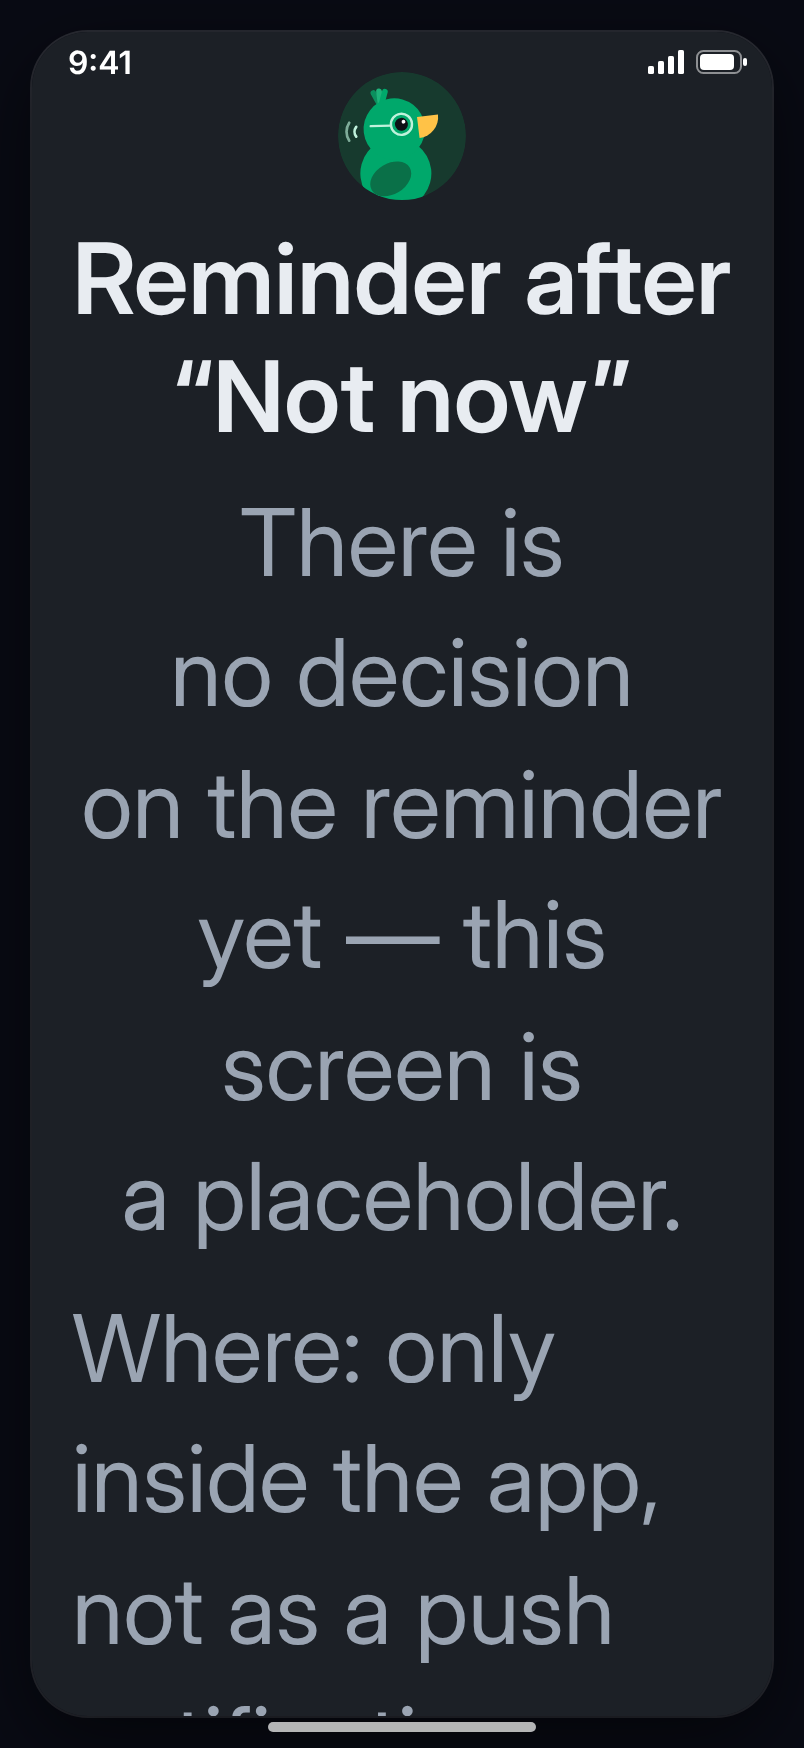 9:41
Reminder after
“Not now”
There is
no decision
on the reminder
yet — this
screen is
a placeholder.
Where: only
inside the app,
not as a push